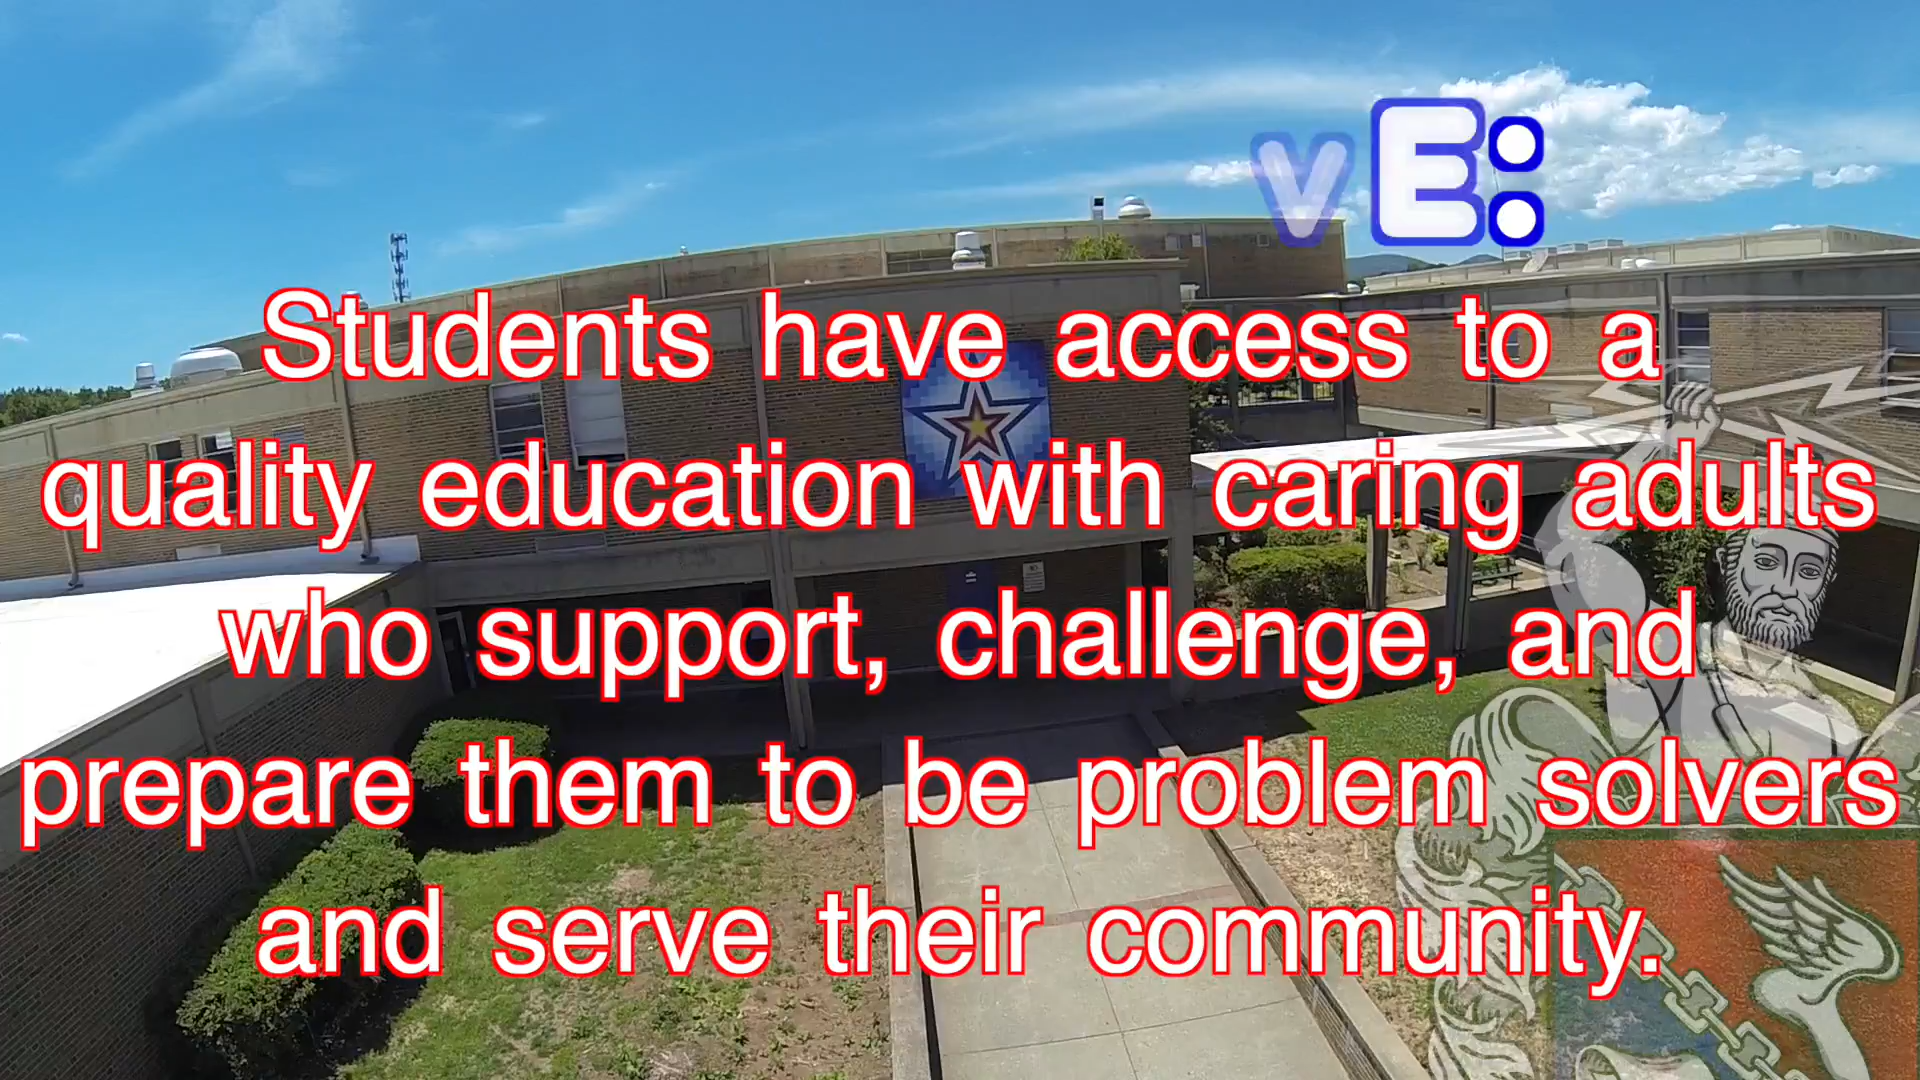 vE:
Students have access to a
quality education with caring adults
who support, challenge, and
prepare them to be problem solvers
and serve their community.